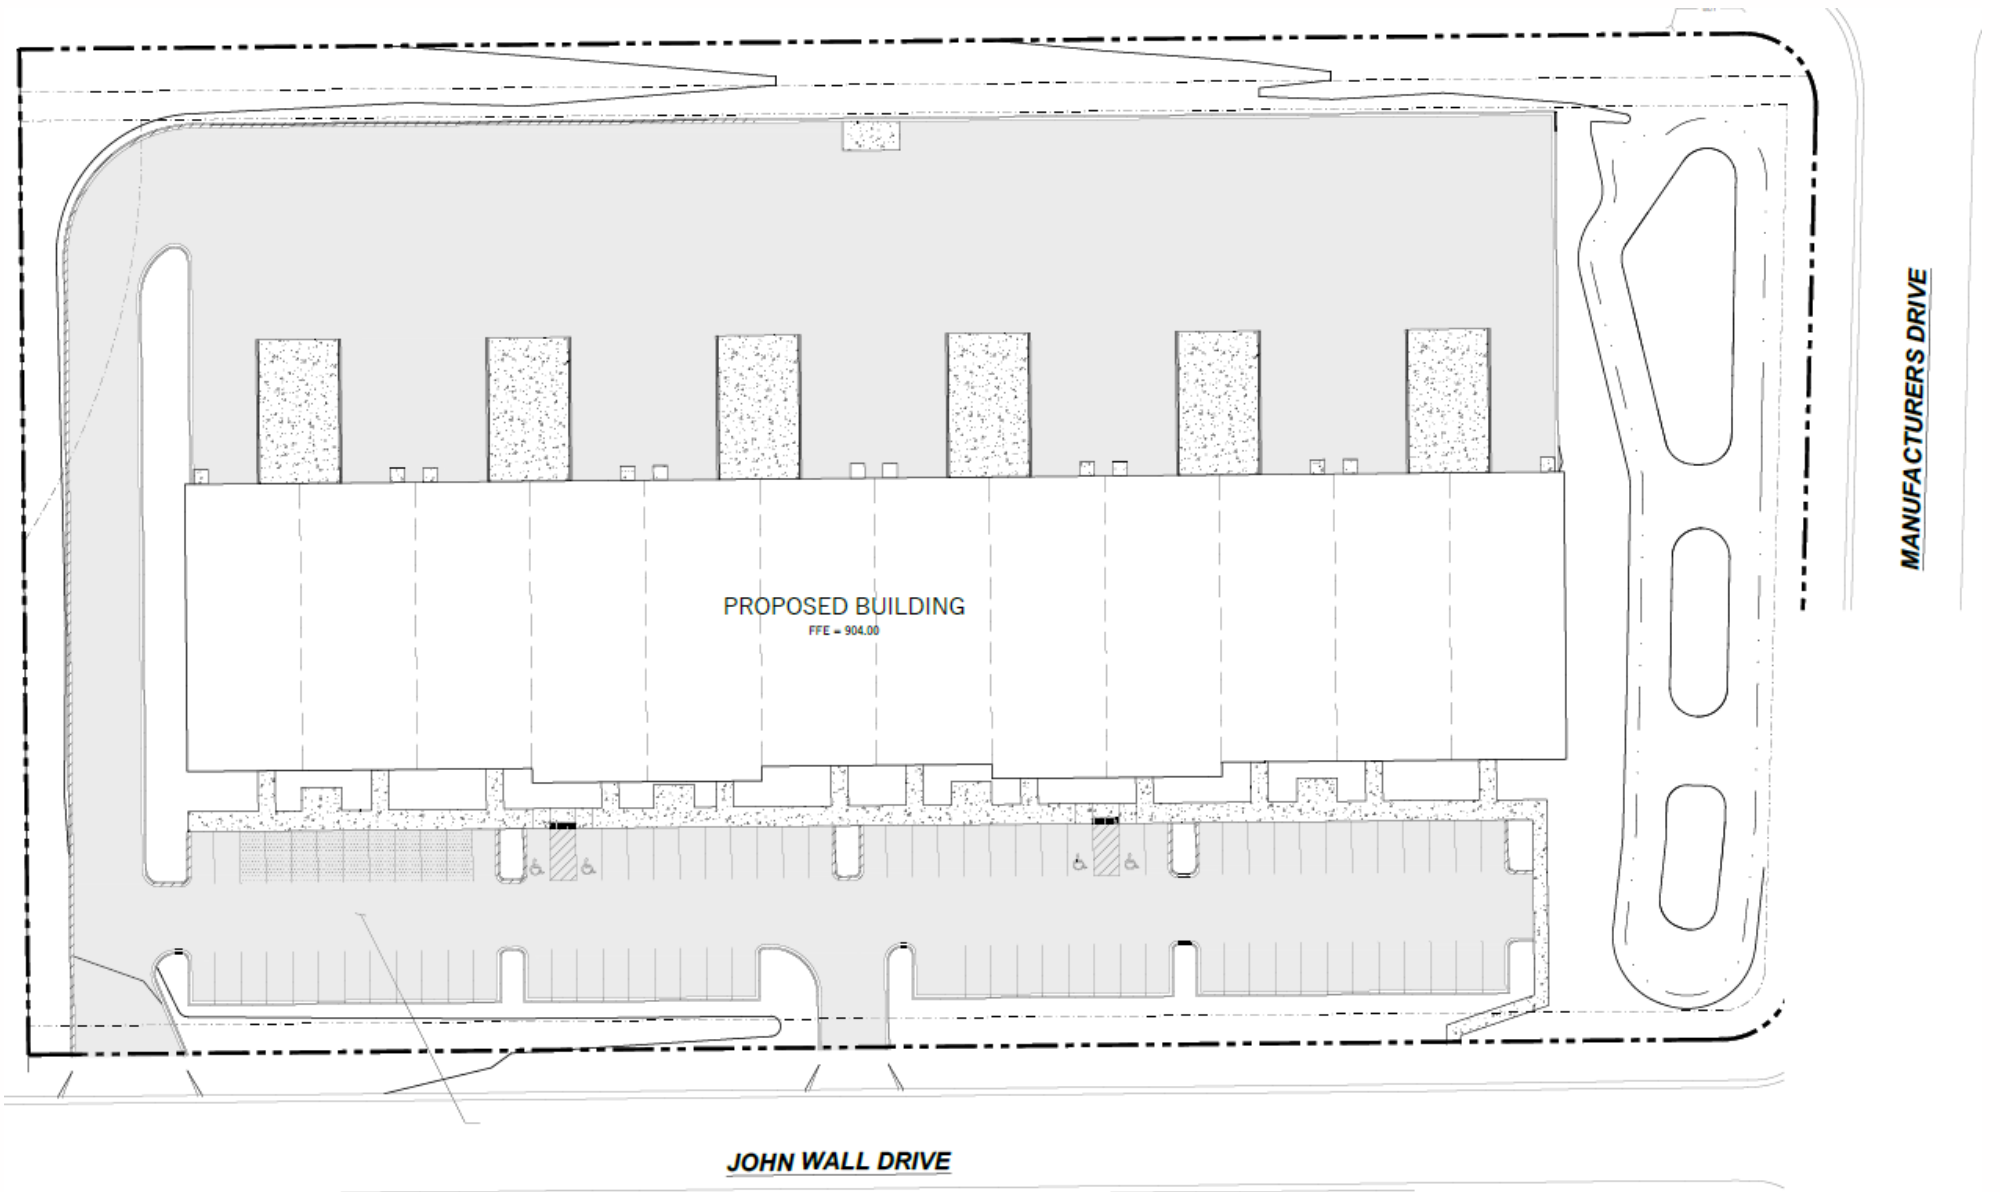 MANUFACTURERS DRIVE
PROPOSED BUILDING
FFE = 904.00
JOHN WALL DRIVE